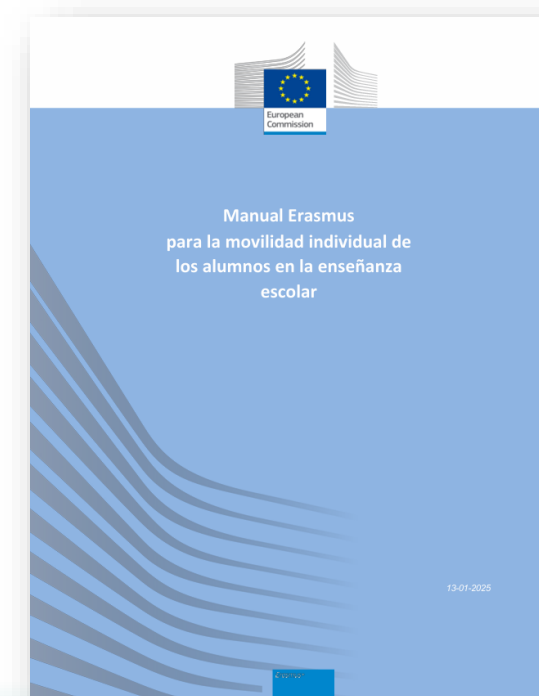 European
Commission
Manual Erasmus
para la movilidad individual de
los alumnos en la enseñanza
escolar
13-01-2025